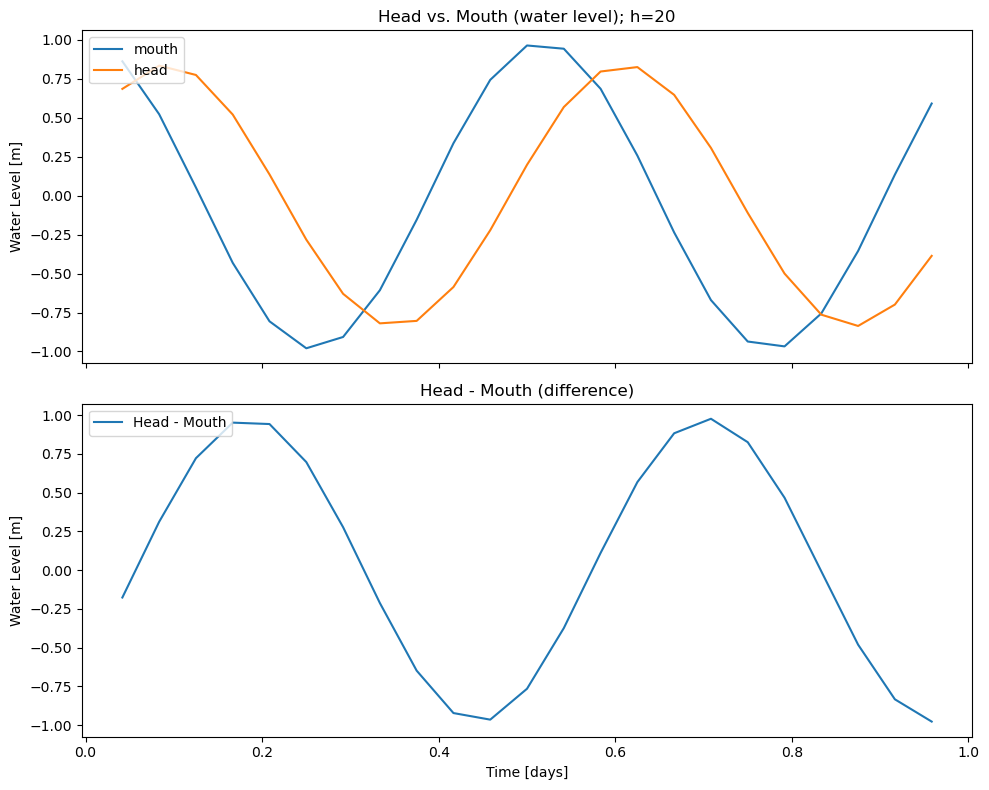 Head vs. Mouth (water level); h=20
mouth
head
1.00
0.75
0.50
0.25
0.00
−0.25
−0.50
−0.75
−1.00
Water Level [m]
Head - Mouth (difference)
Head - Mouth
1.00
0.75
0.50
0.25
0.00
−0.25
−0.50
−0.75
−1.00
Water Level [m]
0.0 0.2 0.4 0.6 0.8 1.0
Time [days]